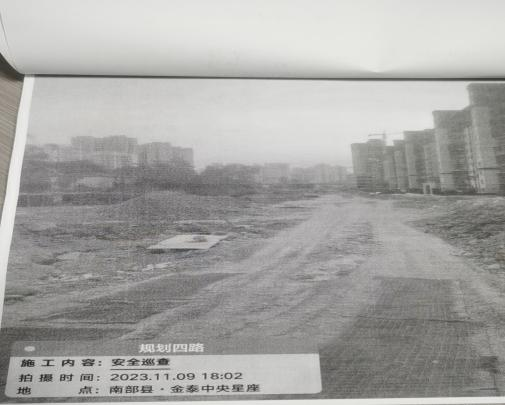 规划四路
施工内容：安全巡查
拍摄时间：2023.11.09 18:02
地　　点：南部县·金泰中央星座